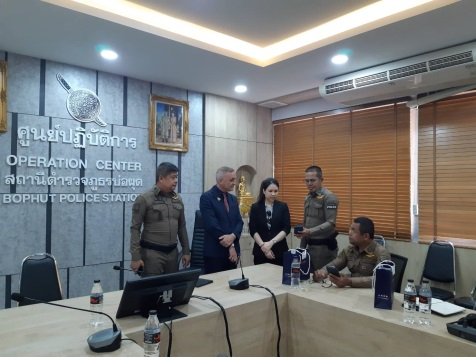 ศูนย์ปฏิบัติการ
OPERATION CENTER
สถานีตำรวจภูธรบ่อผุด
BOPHUT POLICE STATION